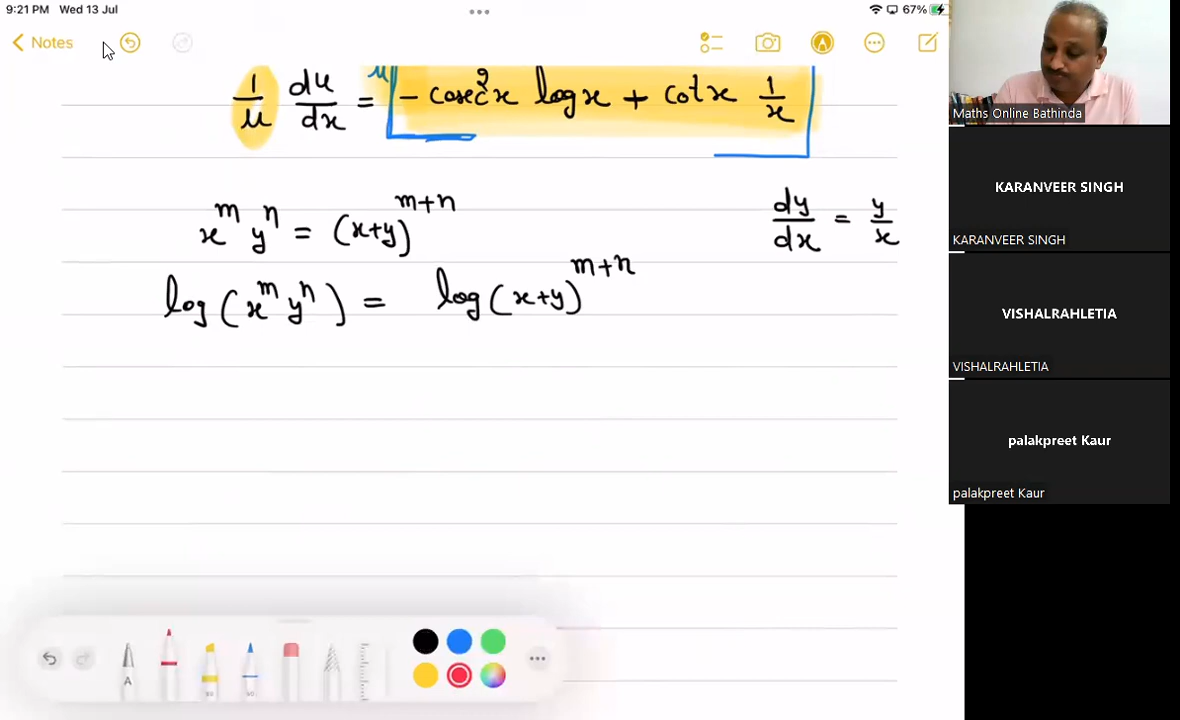 9:21 PM Wed 13 Jul
67%
Notes
1/u du/dx = u - cosec²x log x + cot x 1/x
x^m y^n = (x+y)^m+n
dy/dx = y/x
log (x^m y^n) = log (x+y)^m+n
A
Maths Online Bathinda
KARANVEER SINGH
KARANVEER SINGH
VISHALRAHLETIA
VISHALRAHLETIA
palakpreet Kaur
palakpreet Kaur